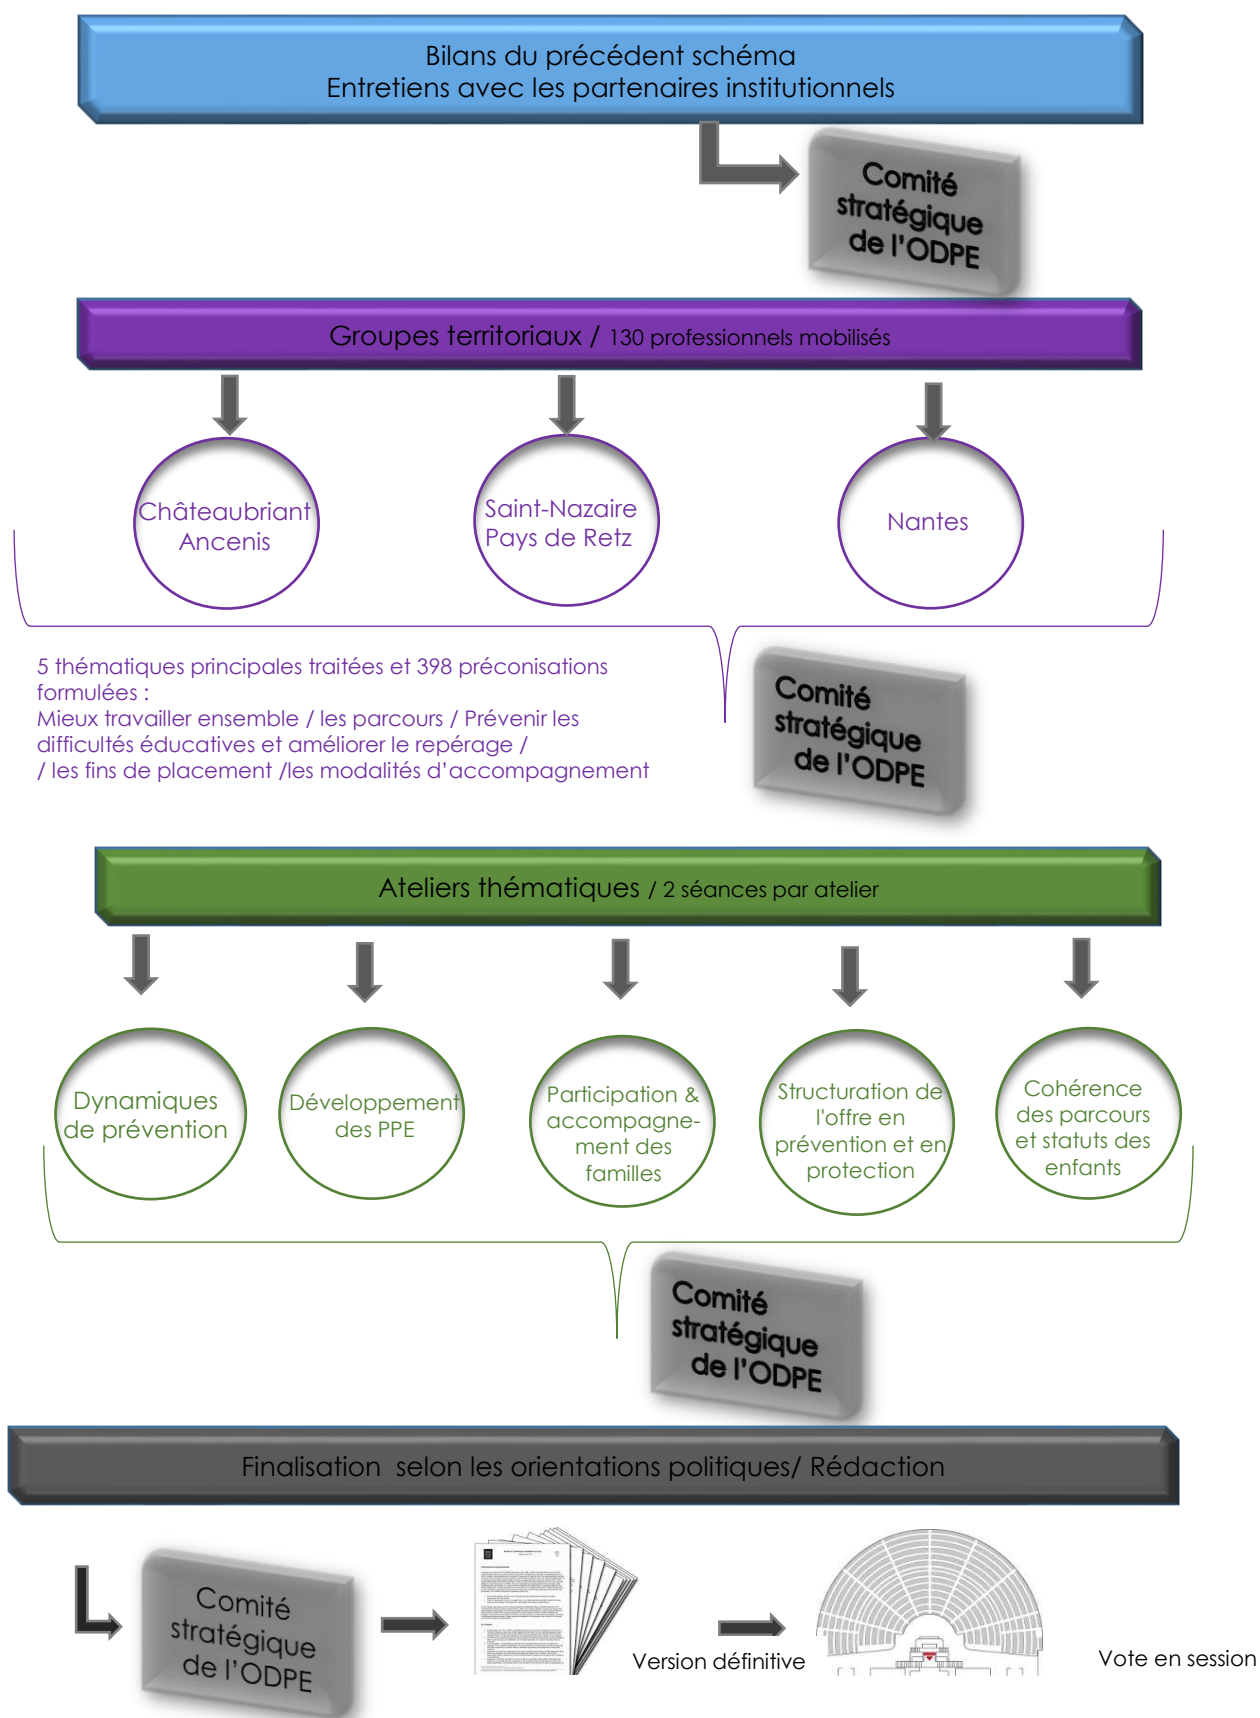 Bilans du précédent schéma
Entretiens avec les partenaires institutionnels
Comité
stratégique
de l'ODPE
Groupes territoriaux / 130 professionnels mobilisés
Châteaubriant
Ancenis
Saint-Nazaire
Pays de Retz
Nantes
5 thématiques principales traitées et 398 préconisations
formulées :
Mieux travailler ensemble / les parcours / Prévenir les
difficultés éducatives et améliorer le repérage /
/ les fins de placement /les modalités d'accompagnement
Comité
stratégique
de l'ODPE
Ateliers thématiques / 2 séances par atelier
Dynamiques
de prévention
Développement
des PPE
Participation &
accompagne-
ment des
familles
Structuration de
l'offre en
prévention et en
protection
Cohérence
des parcours
et statuts des
enfants
Comité
stratégique
de l'ODPE
Finalisation  selon les orientations politiques/ Rédaction
Comité
stratégique
de l'ODPE
Version définitive
Vote en session